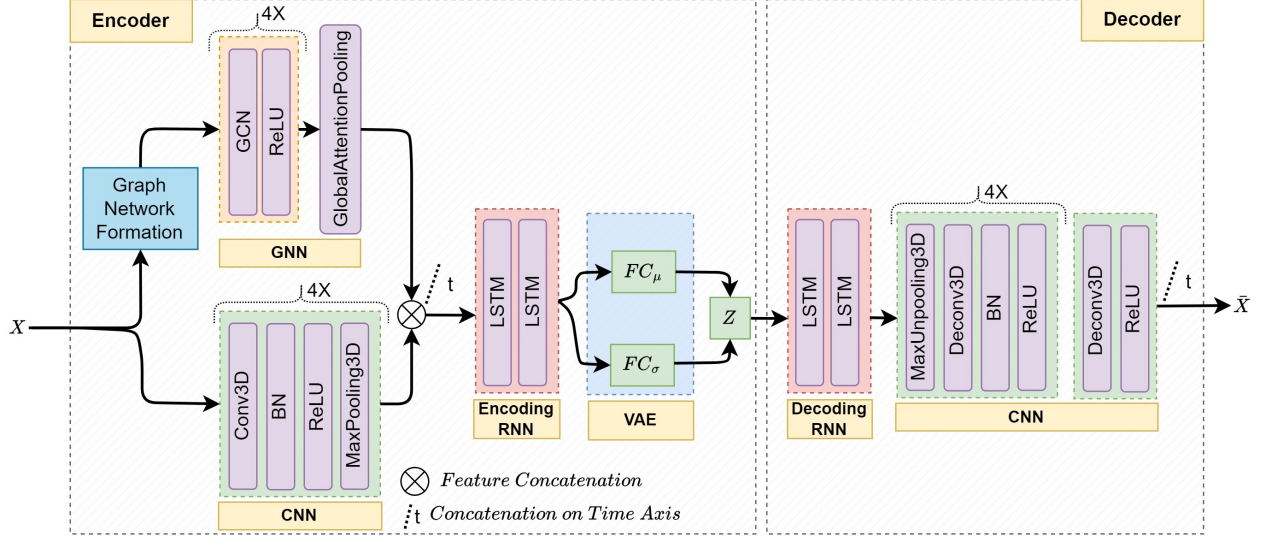 Encoder
Decoder
4X
GCN
ReLU
GlobalAttentionPooling
Graph
Network
Formation
GNN
4X
X
Conv3D
BN
ReLU
MaxPooling3D
CNN
t
LSTM
LSTM
Encoding
RNN
FC_μ
FC_σ
Z
VAE
LSTM
LSTM
Decoding
RNN
4X
MaxUnpooling3D
Deconv3D
BN
ReLU
Deconv3D
ReLU
CNN
t
X̄
Feature Concatenation
t Concatenation on Time Axis